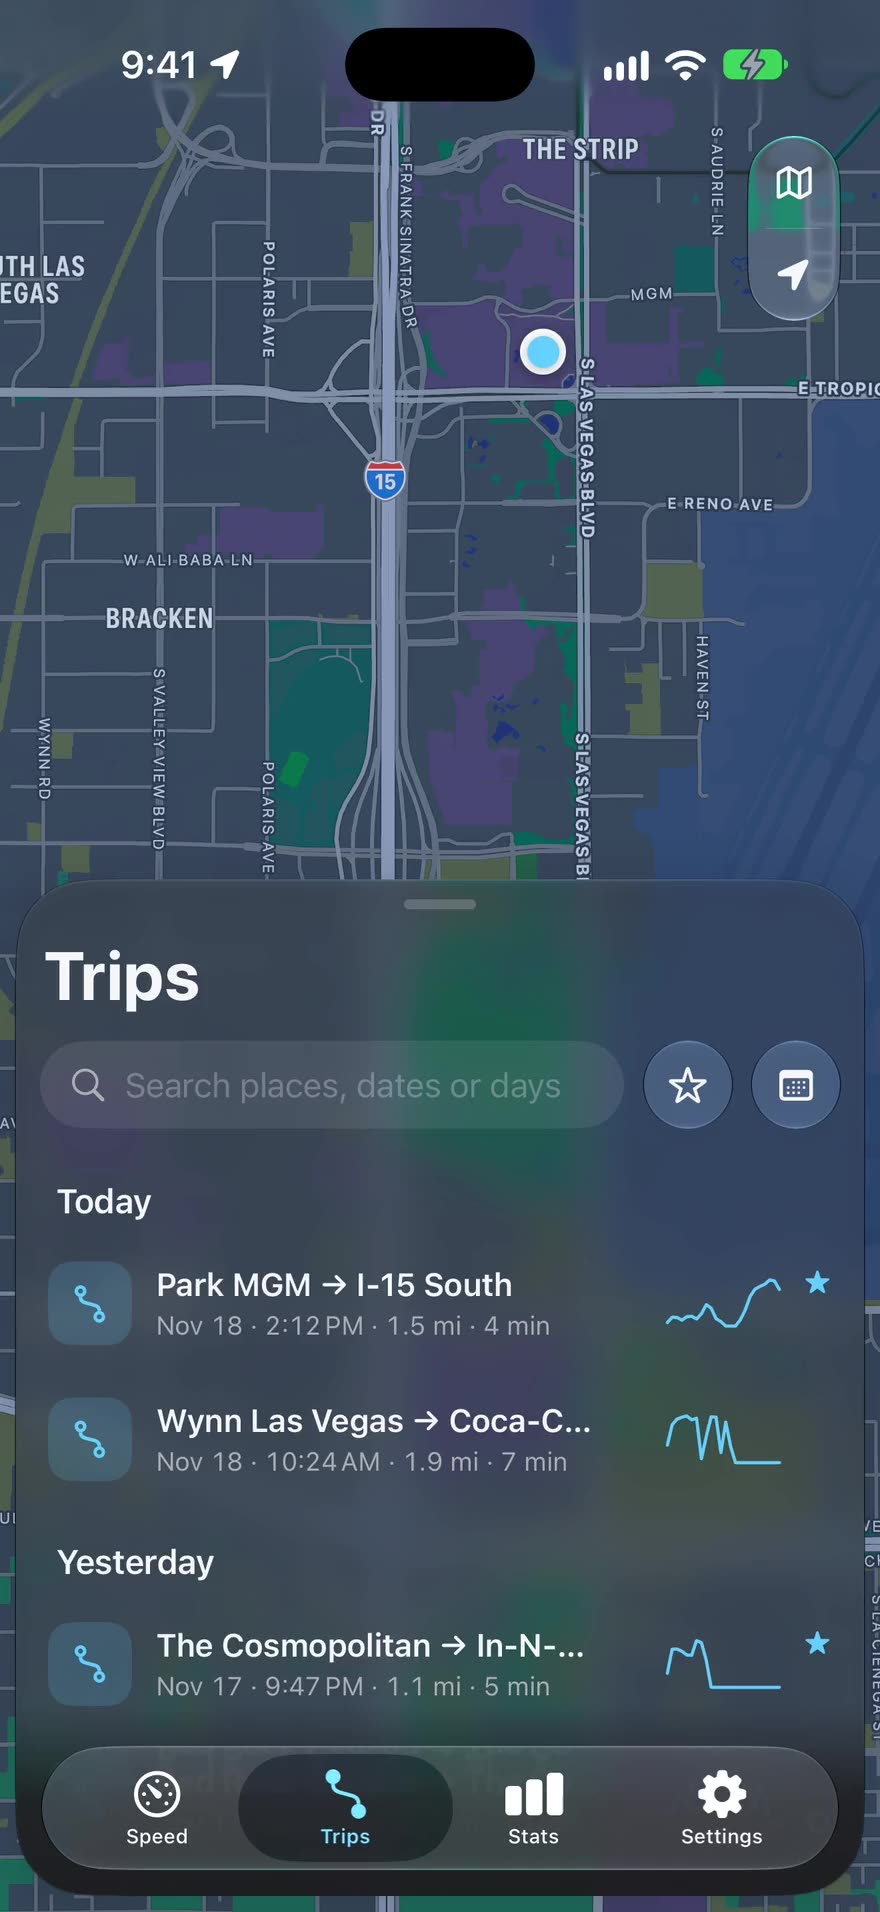 9:41
DR
S FRANK SINATRA DR
THE STRIP
S AUDRIE LN
UTH LAS
EGAS
POLARIS AVE
MGM
S LAS VEGAS BLVD
E TROPIC
15
E RENO AVE
W ALI BABA LN
BRACKEN
HAVEN ST
S VALLEY VIEW BLVD
WYNN RD
POLARIS AVE
S LAS VEGAS B
Trips
Search places, dates or days
Today
Park MGM → I-15 South
Nov 18 · 2:12 PM · 1.5 mi · 4 min
Wynn Las Vegas → Coca-C...
Nov 18 · 10:24 AM · 1.9 mi · 7 min
Yesterday
The Cosmopolitan → In-N-...
Nov 17 · 9:47 PM · 1.1 mi · 5 min
S LA CIENEGA ST
Speed
Trips
Stats
Settings